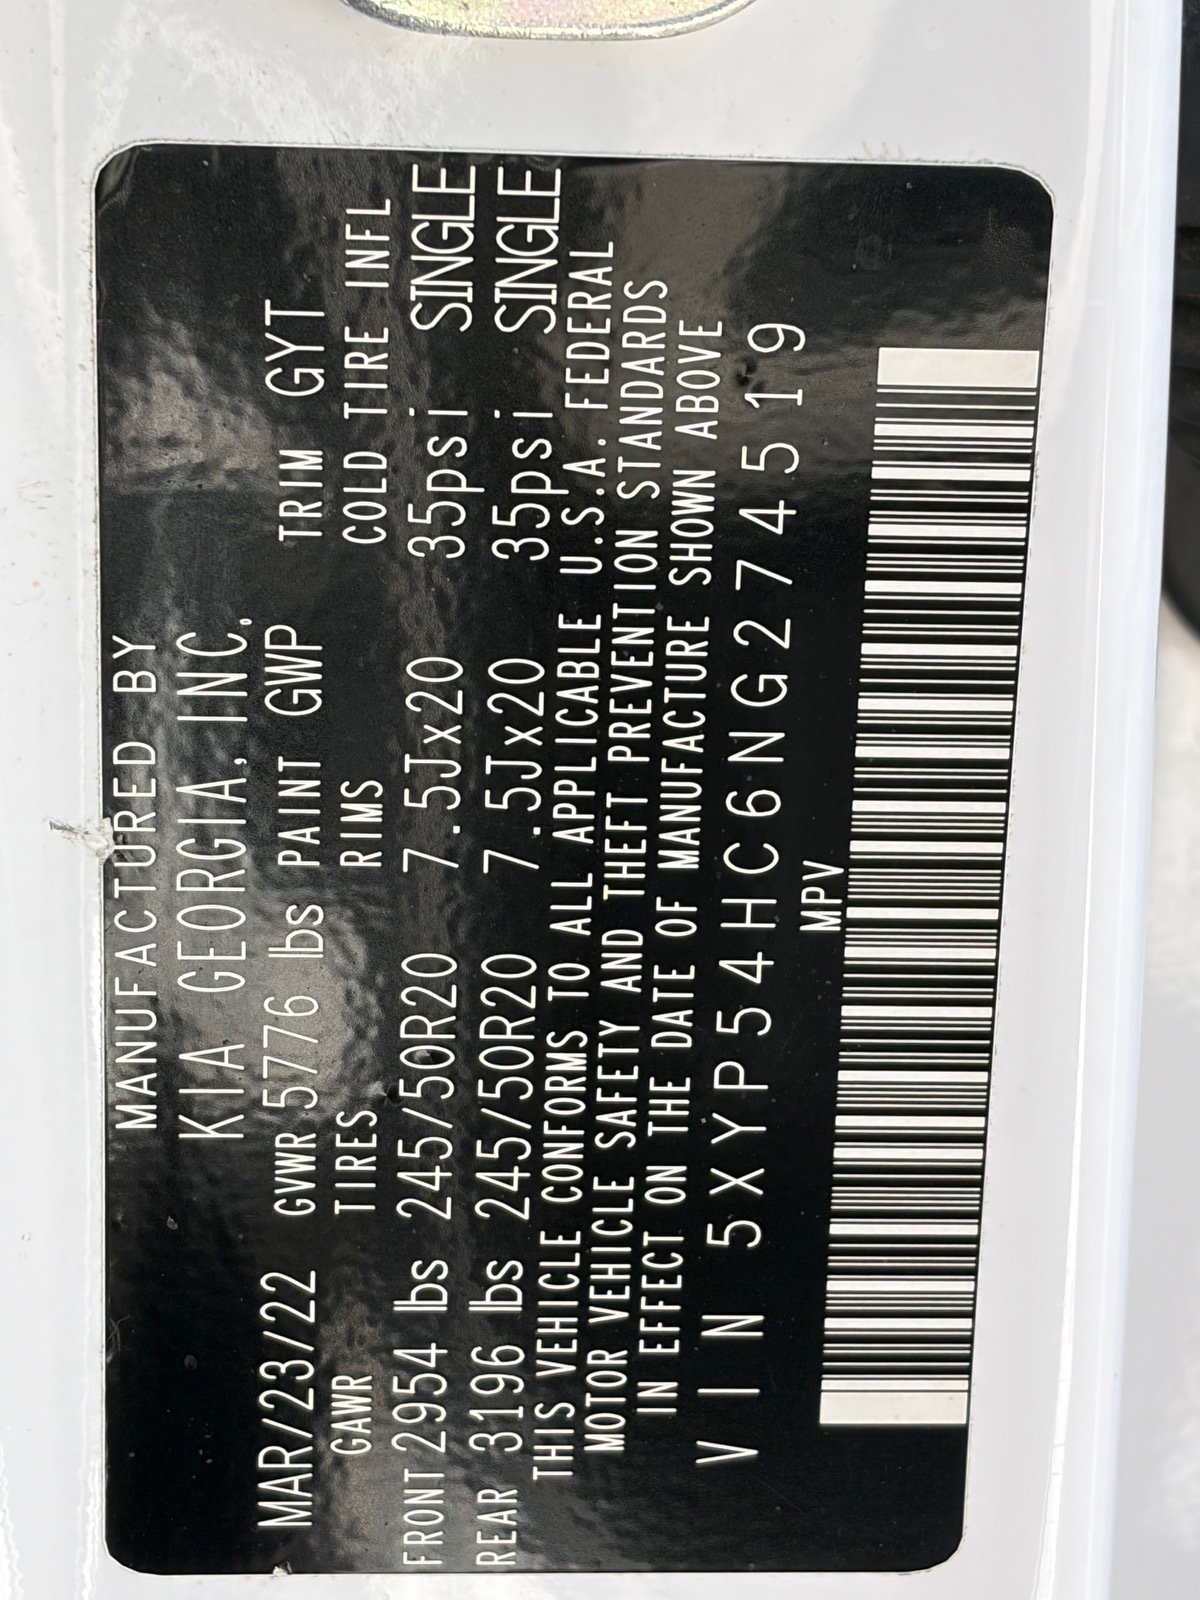 MANUFACTURED BY
KIA GEORGIA,INC.
MAR/23/22 GVWR 5776 lbs PAINT GWP TRIM GYT
GAWR TIRES RIMS COLD TIRE INFL
FRONT 2954 lbs 245/50R20 7.5Jx20 35psi SINGLE
REAR 3196 lbs 245/50R20 7.5Jx20 35psi SINGLE
THIS VEHICLE CONFORMS TO ALL APPLICABLE U.S.A. FEDERAL
MOTOR VEHICLE SAFETY AND THEFT PREVENTION STANDARDS
IN EFFECT ON THE DATE OF MANUFACTURE SHOWN ABOVE
VIN 5XYP54HC6NG274519
MPV